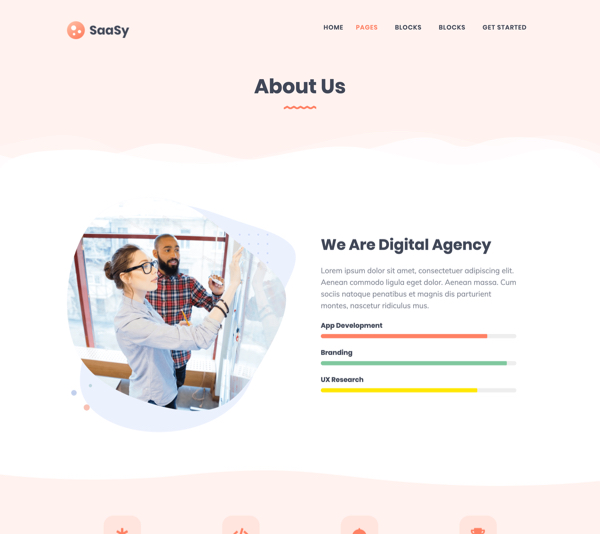 SaaSy
HOME PAGES BLOCKS BLOCKS GET STARTED
About Us
We Are Digital Agency
Lorem ipsum dolor sit amet, consectetuer adipiscing elit.
Aenean commodo ligula eget dolor. Aenean massa. Cum
sociis natoque penatibus et magnis dis parturient
montes, nascetur ridiculus mus.
App Development
Branding
UX Research